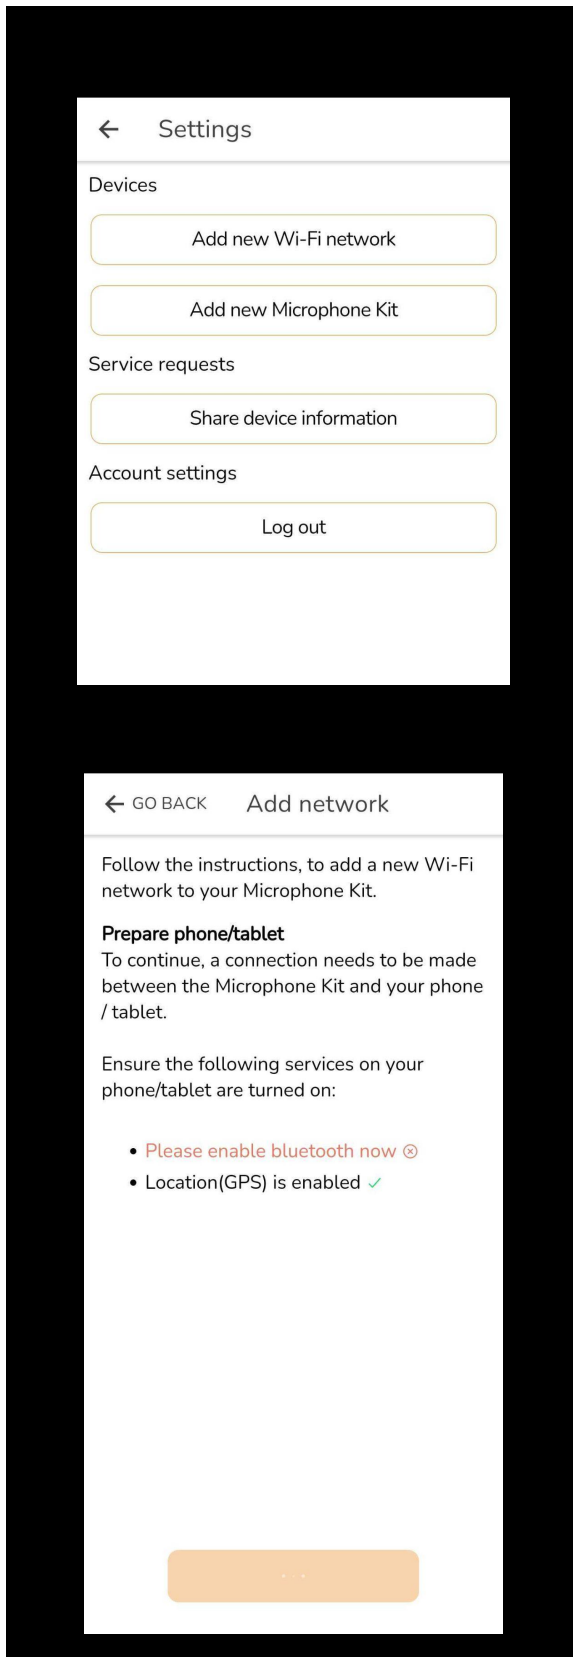 Settings
Devices
Add new Wi-Fi network
Add new Microphone Kit
Service requests
Share device information
Account settings
Log out
GO BACK Add network
Follow the instructions, to add a new Wi-Fi
network to your Microphone Kit.
Prepare phone/tablet
To continue, a connection needs to be made
between the Microphone Kit and your phone
/ tablet.
Ensure the following services on your
phone/tablet are turned on:
• Please enable bluetooth now
• Location(GPS) is enabled